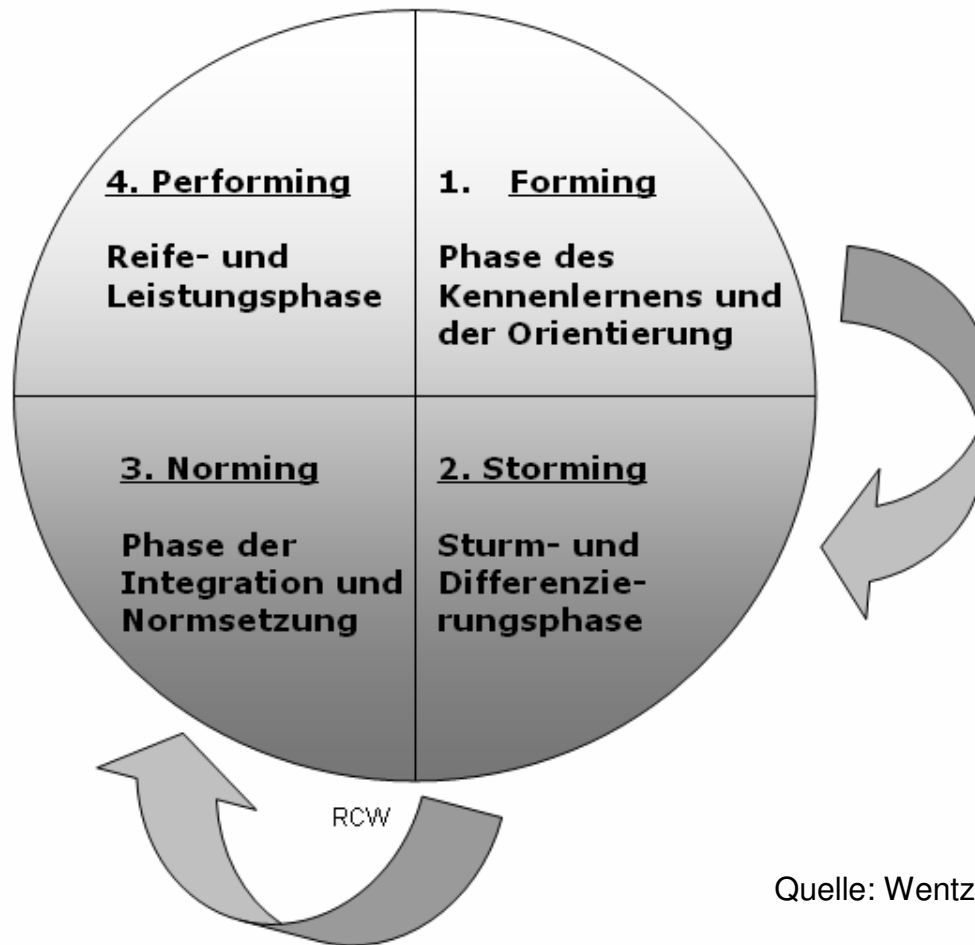 4. Performing
Reife- und
Leistungsphase
1. Forming
Phase des
Kennenlernens und
der Orientierung
3. Norming
Phase der
Integration und
Normsetzung
2. Storming
Sturm- und
Differenzie-
rungsphase
RCW
Quelle: Wentz